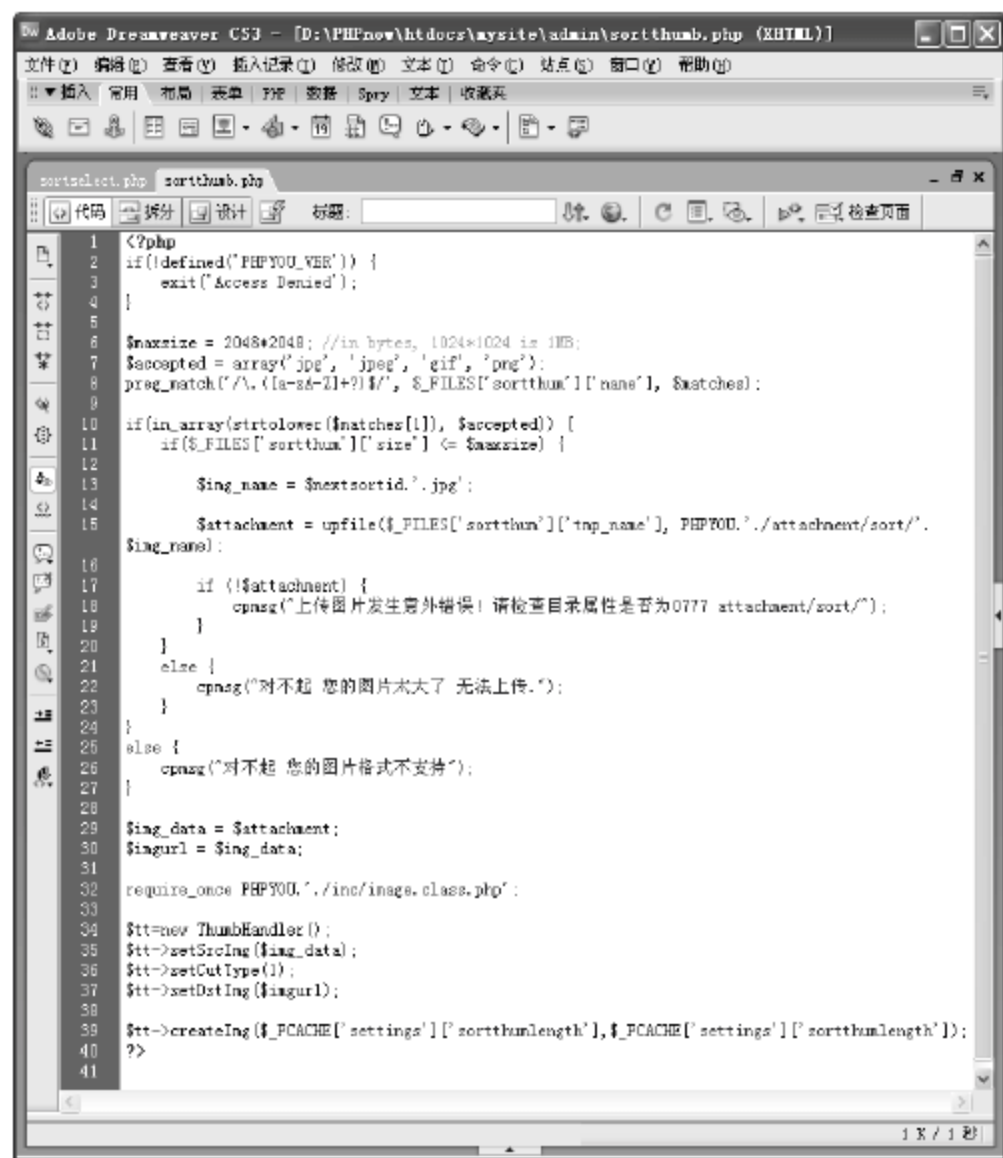 Adobe Dreamweaver CS3 - [D:\PHPnow\htdocs\mysite\admin\sortthumb.php (XHTML)]
文件(F) 编辑(E) 查看(V) 插入记录(I) 修改(M) 文本(T) 命令(C) 站点(S) 窗口(W) 帮助(H)
▼插入 常用 布局 表单 PHP 数据 Spry 文本 收藏夹
sortselect.php sortthumb.php
代码 拆分 设计 标题: 检查页面
1 <?php
2 if(!defined('PHPYOU_VER')) {
3 exit('Access Denied');
4 }
5
6 $maxsize = 2048*2048; //in bytes, 1024*1024 is 1MB;
7 $accepted = array('jpg', 'jpeg', 'gif', 'png');
8 preg_match('/\.([a-zA-Z]+?)$/', $_FILES['sortthum']['name'], $matches);
9
10 if(in_array(strtolower($matches[1]), $accepted)) {
11 if($_FILES['sortthum']['size'] <= $maxsize) {
12
13 $img_name = $nextsortid.'.jpg';
14
15 $attachment = upfile($_FILES['sortthum']['tmp_name'], PHPYOU.'./attachment/sort/'.
$img_name);
16
17 if (!$attachment) {
18 cpmsg("上传图片发生意外错误! 请检查目录属性是否为0777 attachment/sort/");
19 }
20 }
21 else {
22 cpmsg("对不起 您的图片太大了 无法上传.");
23 }
24 }
25 else {
26 cpmsg("对不起 您的图片格式不支持");
27 }
28
29 $img_data = $attachment;
30 $imgurl = $img_data;
31
32 require_once PHPYOU.'./inc/image.class.php';
33
34 $tt=new ThumbHandler();
35 $tt->setSrcImg($img_data);
36 $tt->setCutType(1);
37 $tt->setDstImg($imgurl);
38
39 $tt->createImg($_PCACHE['settings']['sortthumlength'],$_PCACHE['settings']['sortthumlength']);
40 ?>
41
1 K / 1 秒